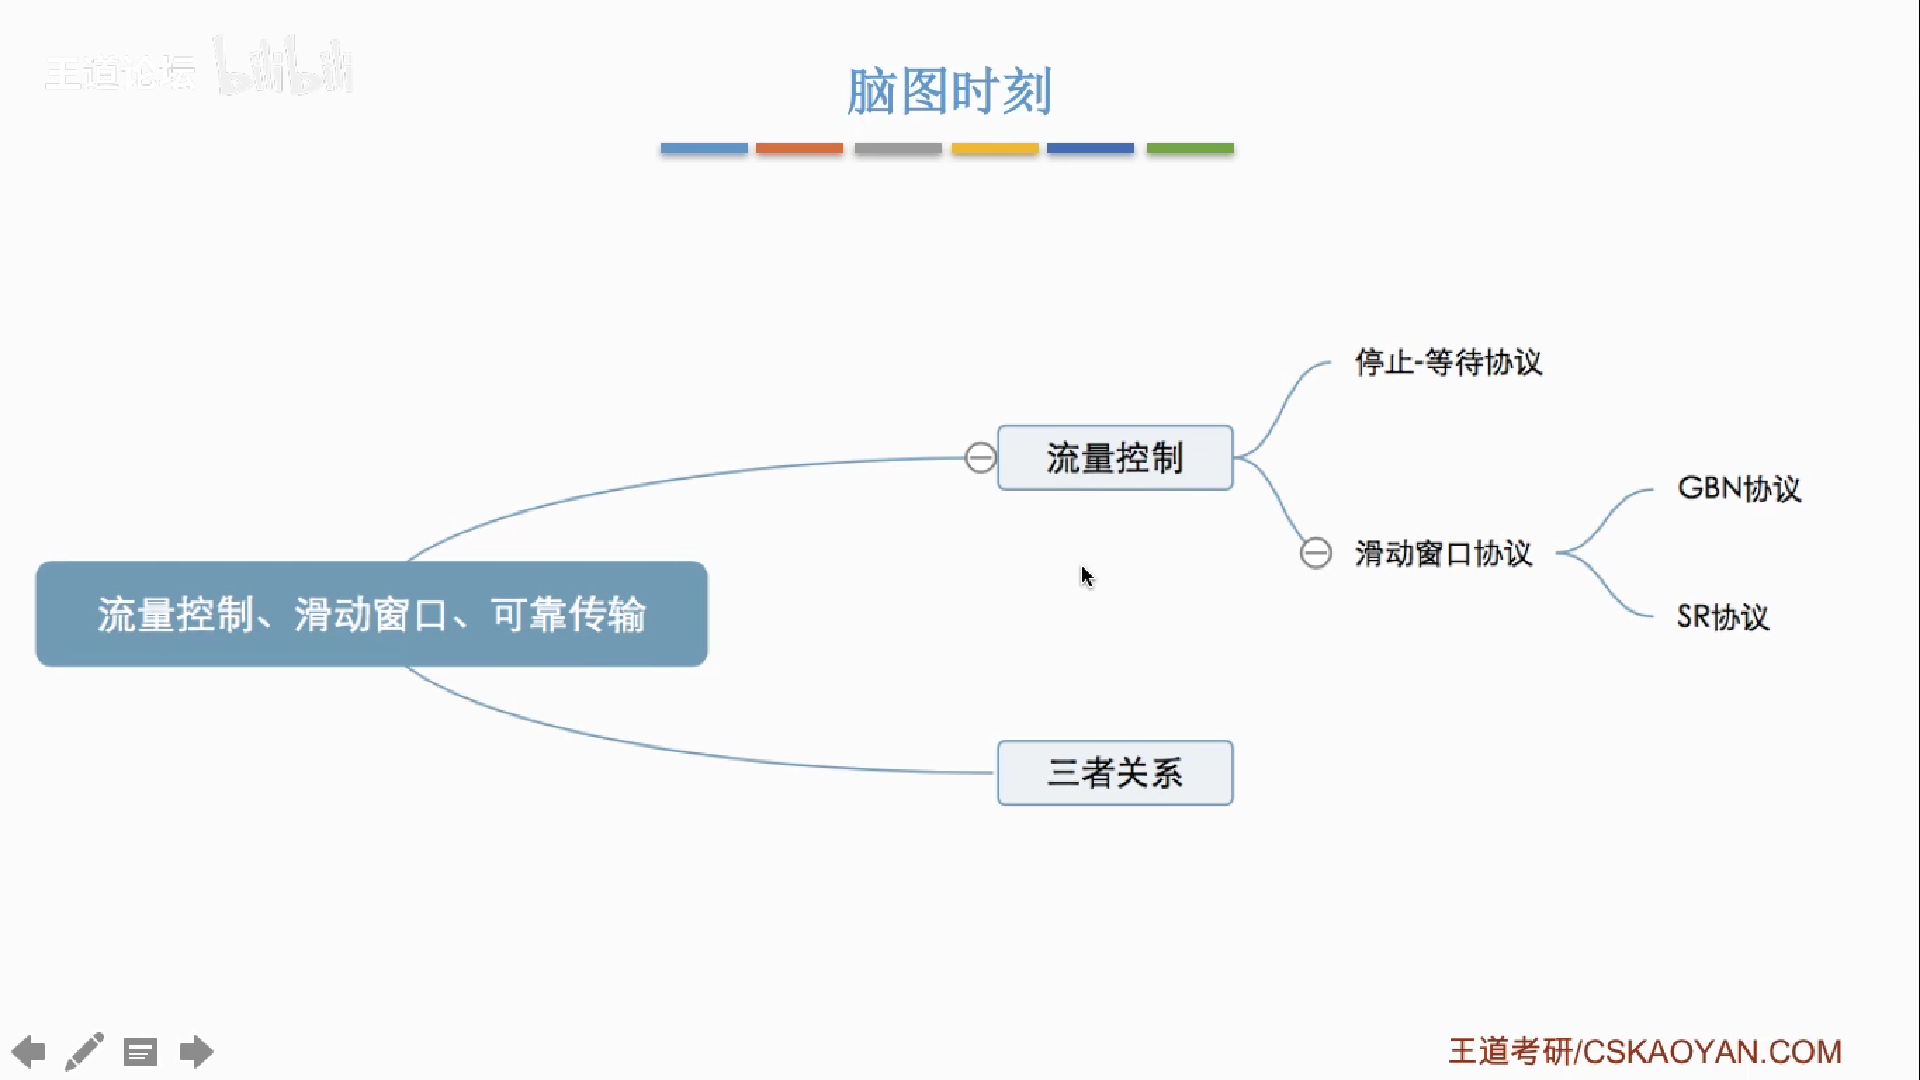 王道论坛 bilibili
脑图时刻
停止-等待协议
流量控制
GBN协议
滑动窗口协议
流量控制、滑动窗口、可靠传输
SR协议
三者关系
王道考研/CSKAOYAN.COM